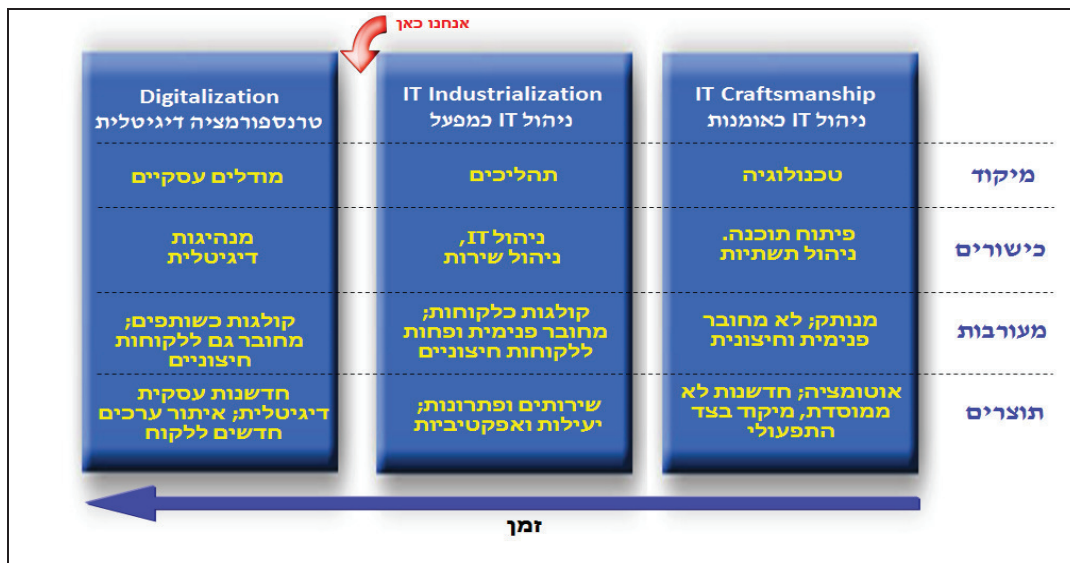 אנחנו כאן
IT Craftsmanship
ניהול IT כאומנות
IT Industrialization
ניהול IT כמפעל
Digitalization
טרנספורמציה דיגיטלית
מיקוד
טכנולוגיה
תהליכים
מודלים עסקיים
כישורים
פיתוח תוכנה.
ניהול תשתיות
ניהול IT,
ניהול שירות
מנהיגות
דיגיטלית
מעורבות
מנותק; לא מחובר
פנימית וחיצונית
קולגות כלקוחות;
מחובר פנימית ופחות
ללקוחות חיצוניים
קולגות כשותפים;
מחובר גם ללקוחות
חיצוניים
תוצרים
אוטומציה; חדשנות לא
ממוסדת, מיקוד בצד
התפעולי
שירותים ופתרונות;
יעילות ואפקטיביות
חדשנות עסקית
דיגיטלית; איתור ערכים
חדשים ללקוח
זמן